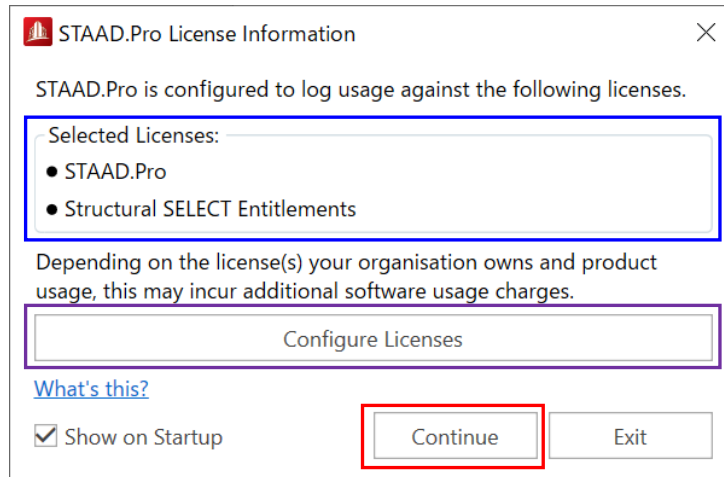 STAAD.Pro License Information
STAAD.Pro is configured to log usage against the following licenses.
Selected Licenses:
● STAAD.Pro
● Structural SELECT Entitlements
Depending on the license(s) your organisation owns and product
usage, this may incur additional software usage charges.
Configure Licenses
What's this?
Show on Startup
Continue
Exit